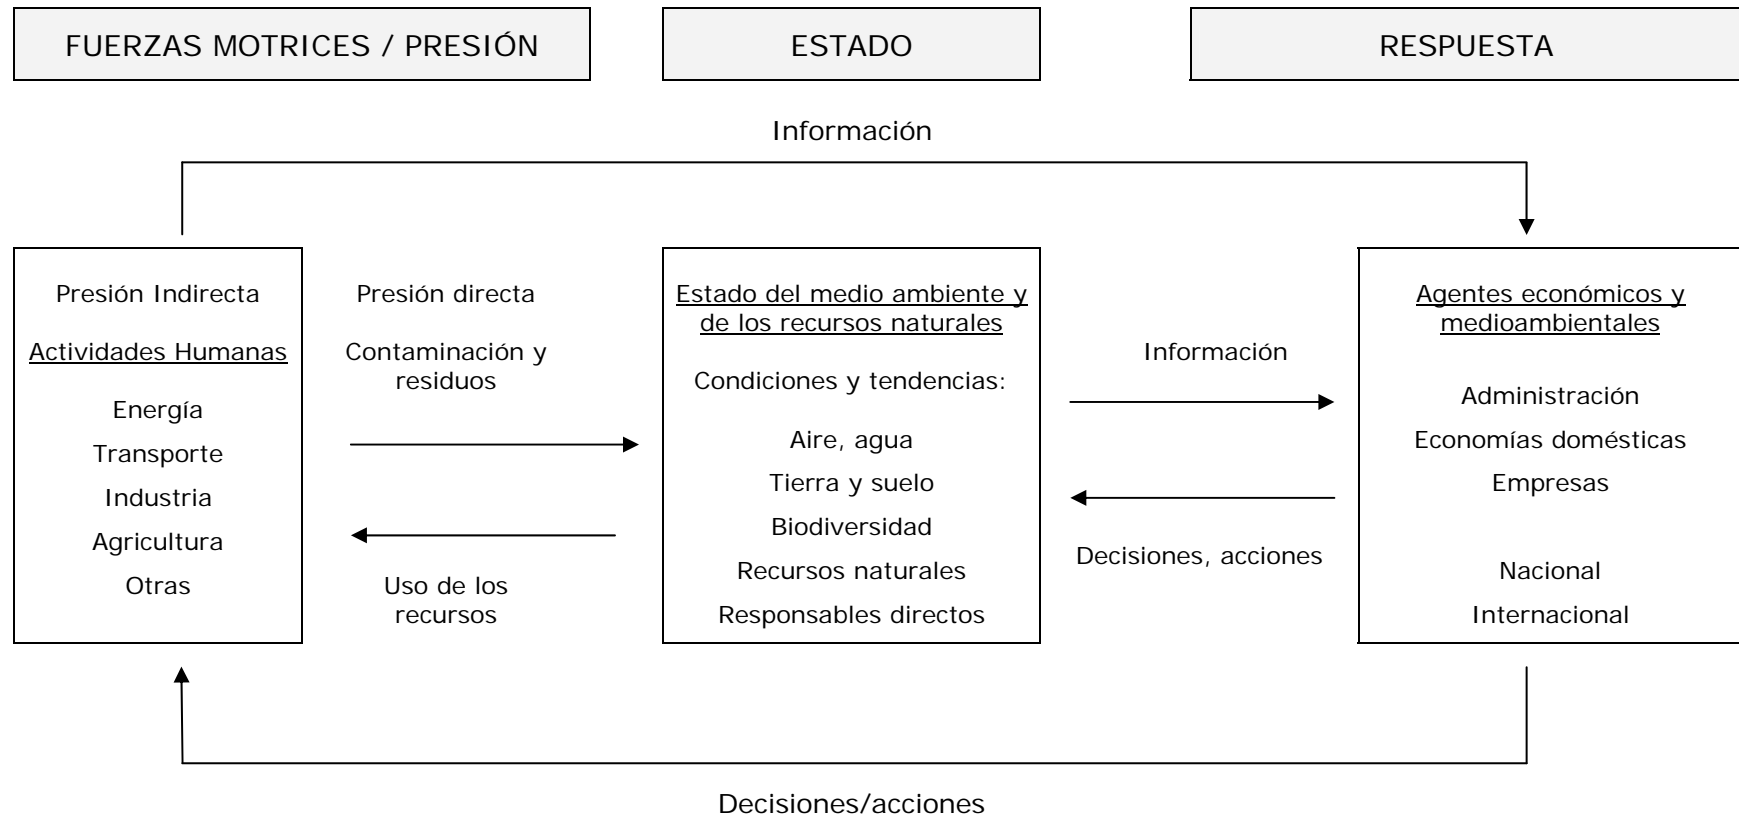 FUERZAS MOTRICES / PRESIÓN
ESTADO
RESPUESTA
Información
Presión Indirecta
Actividades Humanas
Energía
Transporte
Industria
Agricultura
Otras
Presión directa
Contaminación y
residuos
Uso de los
recursos
Estado del medio ambiente y
de los recursos naturales
Condiciones y tendencias:
Aire, agua
Tierra y suelo
Biodiversidad
Recursos naturales
Responsables directos
Información
Decisiones, acciones
Agentes económicos y
medioambientales
Administración
Economías domésticas
Empresas
Nacional
Internacional
Decisiones/acciones